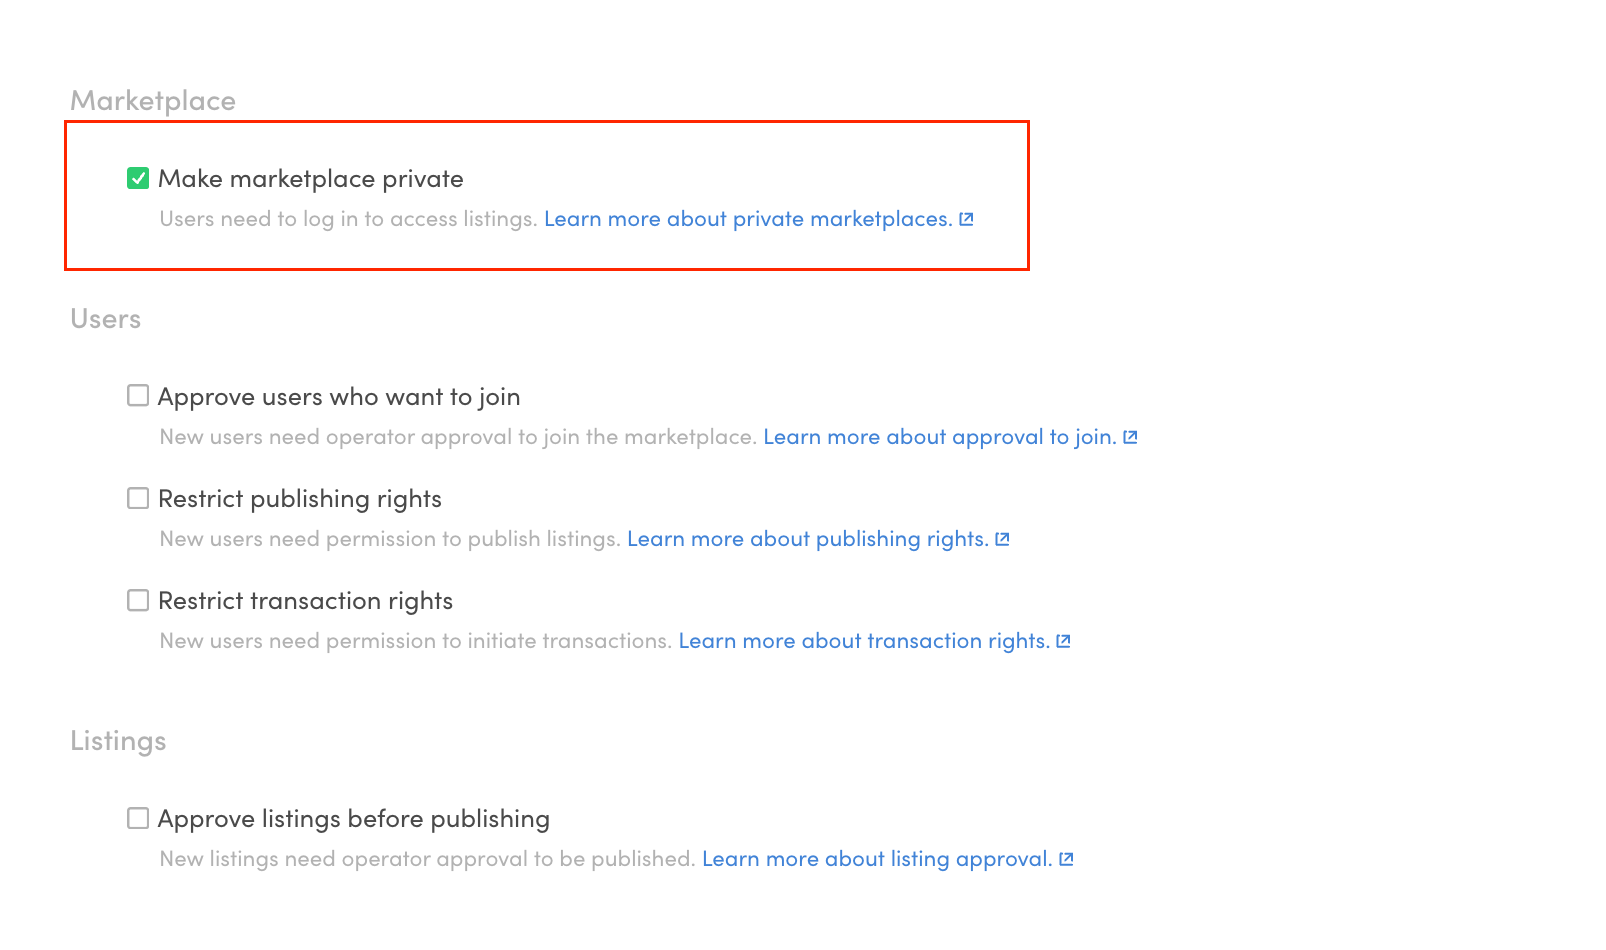 Marketplace
Make marketplace private
Users need to log in to access listings. Learn more about private marketplaces.
Users
Approve users who want to join
New users need operator approval to join the marketplace. Learn more about approval to join.
Restrict publishing rights
New users need permission to publish listings. Learn more about publishing rights.
Restrict transaction rights
New users need permission to initiate transactions. Learn more about transaction rights.
Listings
Approve listings before publishing
New listings need operator approval to be published. Learn more about listing approval.